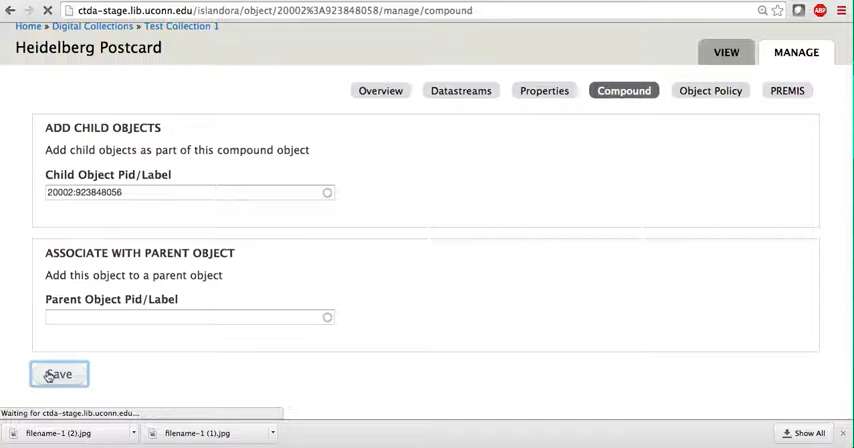 ctda-stage.lib.uconn.edu/islandora/object/20002%3A923848058/manage/compound
Home » Digital Collections » Test Collection 1
Heidelberg Postcard
VIEW
MANAGE
Overview
Datastreams
Properties
Compound
Object Policy
PREMIS
ADD CHILD OBJECTS
Add child objects as part of this compound object
Child Object Pid/Label
20002:923848056
ASSOCIATE WITH PARENT OBJECT
Add this object to a parent object
Parent Object Pid/Label
Save
Waiting for ctda-stage.lib.uconn.edu...
filename-1 (2).jpg
filename-1 (1).jpg
Show All
ABP